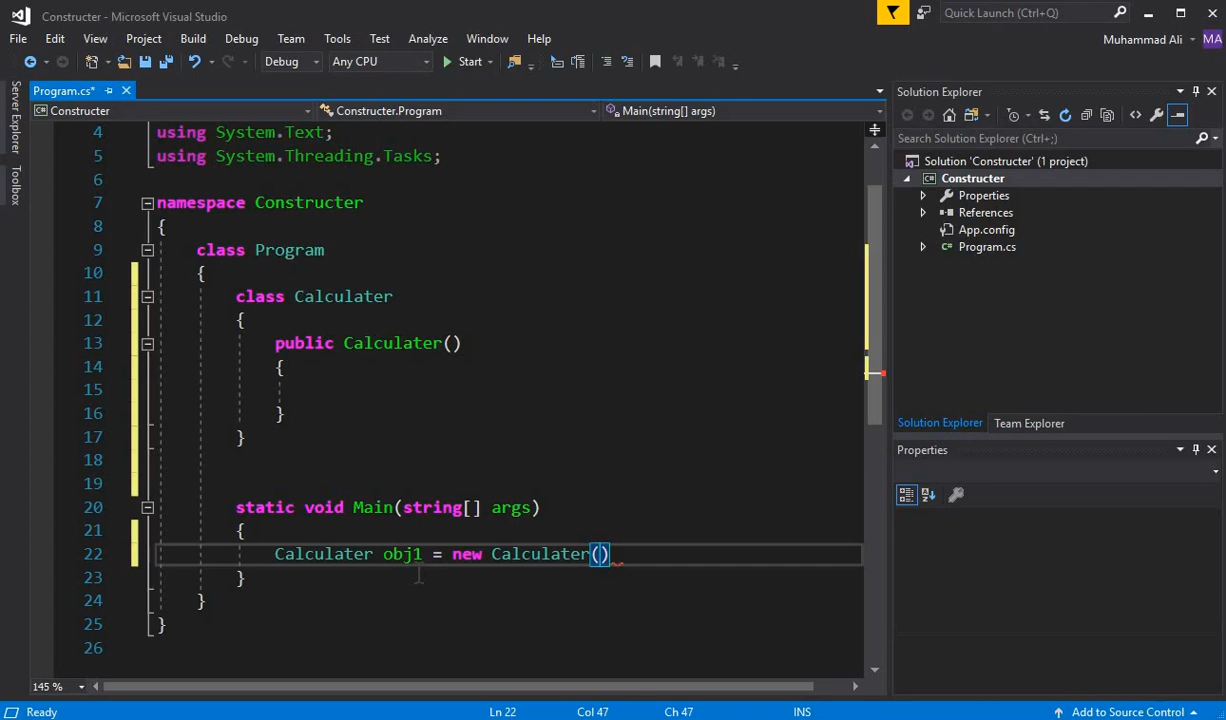 Constructer - Microsoft Visual Studio
Quick Launch (Ctrl+Q)
File Edit View Project Build Debug Team Tools Test Analyze Window Help
Muhammad Ali MA
Debug Any CPU Start
Server Explorer
Toolbox
Program.cs*
Constructer Constructer.Program Main(string[] args)
4 using System.Text;
5 using System.Threading.Tasks;
6
7 namespace Constructer
8 {
9 class Program
10 {
11 class Calculater
12 {
13 public Calculater()
14 {
15
16 }
17 }
18
19
20 static void Main(string[] args)
21 {
22 Calculater obj1 = new Calculater()
23 }
24 }
25 }
26
145 %
Solution Explorer
Search Solution Explorer (Ctrl+;)
Solution 'Constructer' (1 project)
C# Constructer
Properties
References
App.config
C# Program.cs
Solution Explorer Team Explorer
Properties
Ready Ln 22 Col 47 Ch 47 INS Add to Source Control